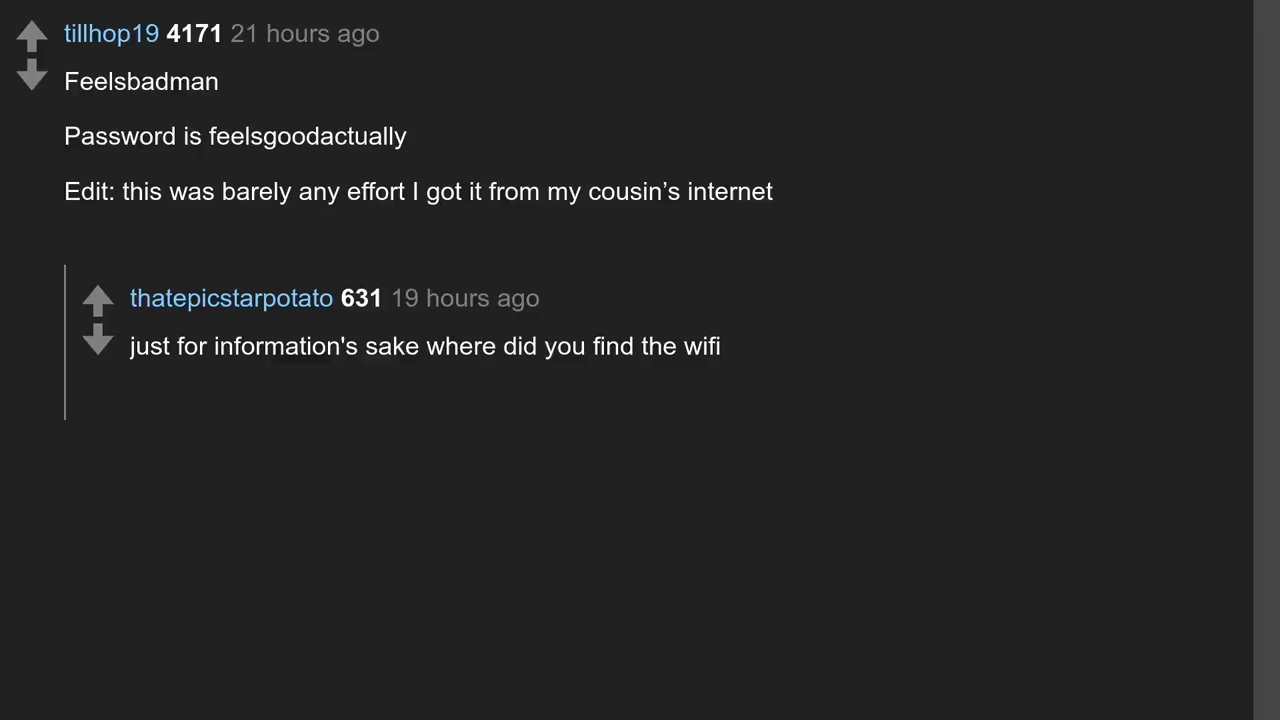 tillhop19 4171 21 hours ago
Feelsbadman
Password is feelsgoodactually
Edit: this was barely any effort I got it from my cousin’s internet
thatepicstarpotato 631 19 hours ago
just for information's sake where did you find the wifi